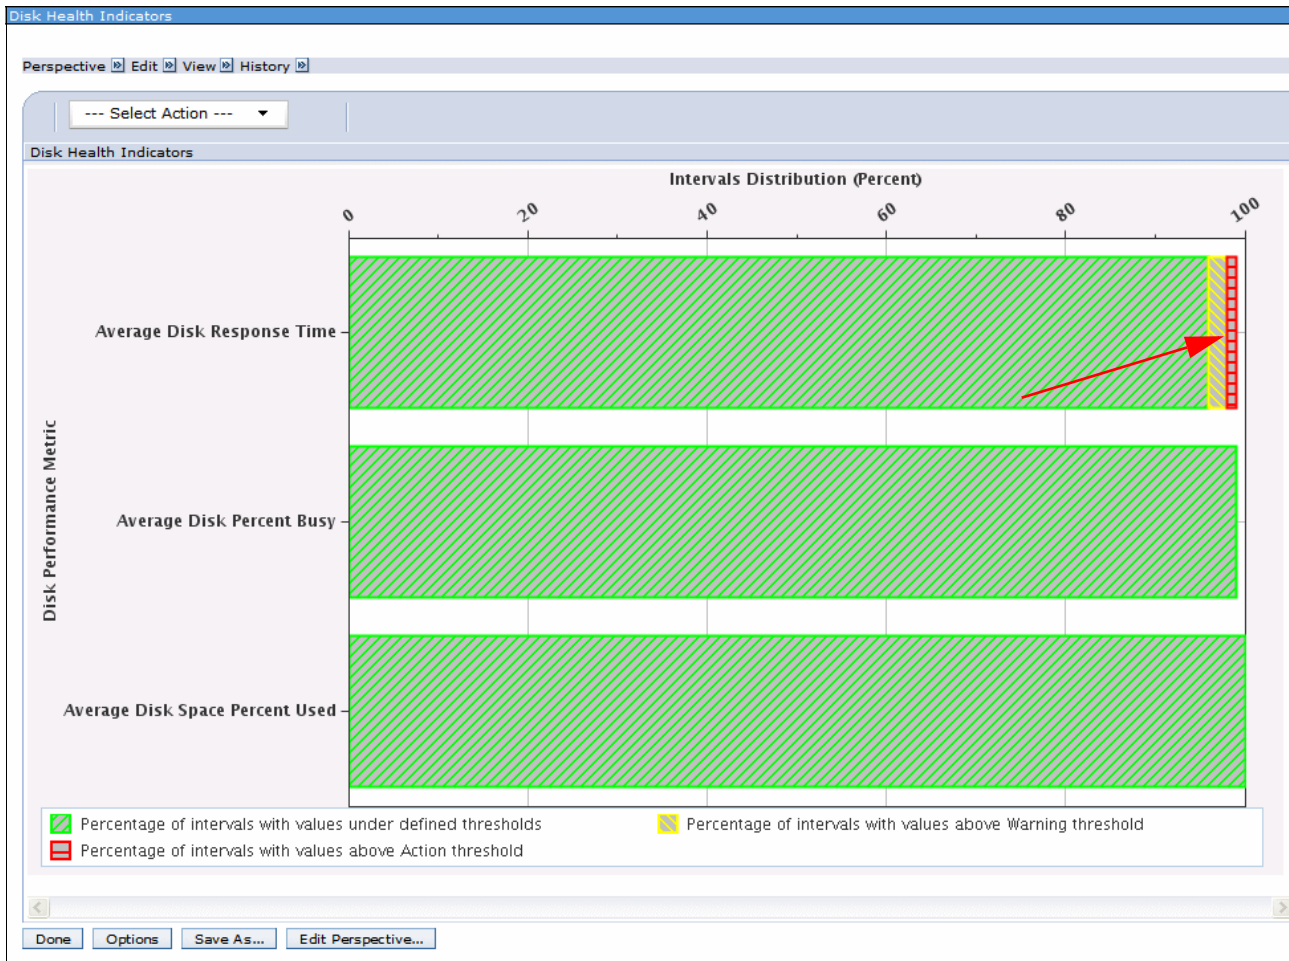 Disk Health Indicators
Perspective Edit View History
--- Select Action ---
Disk Health Indicators
Intervals Distribution (Percent)
0 20 40 60 80 100
Disk Performance Metric
Average Disk Response Time
Average Disk Percent Busy
Average Disk Space Percent Used
Percentage of intervals with values under defined thresholds Percentage of intervals with values above Warning threshold
Percentage of intervals with values above Action threshold
Done Options Save As... Edit Perspective...